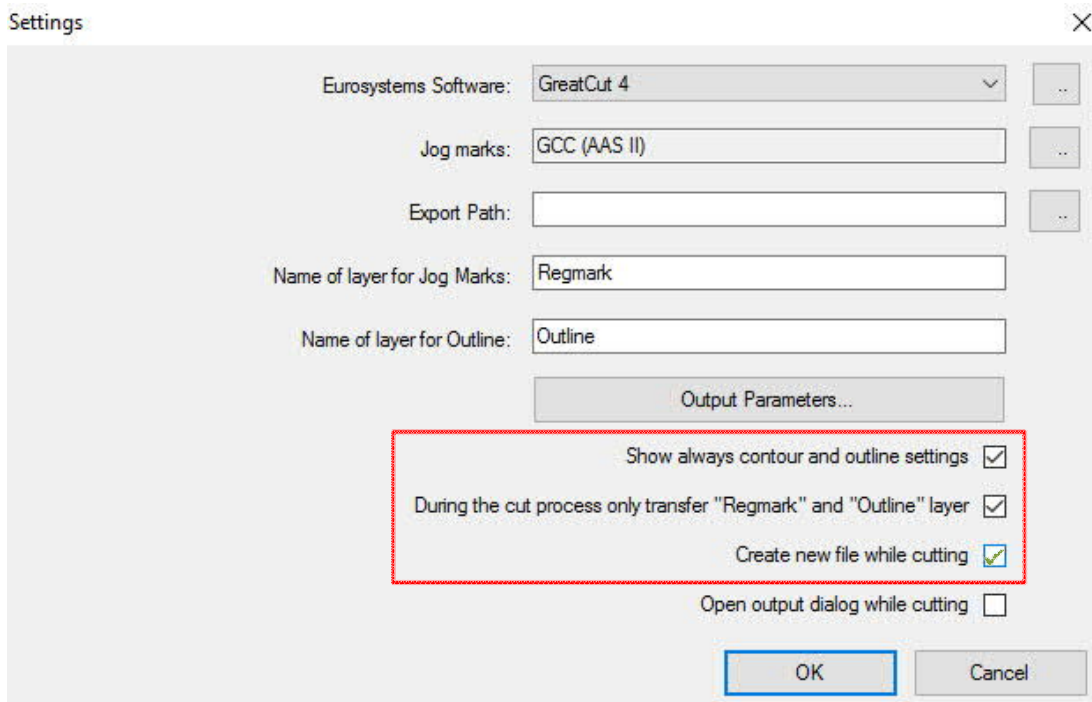 Settings
Eurosystems Software: GreatCut 4 ..
Jog marks: GCC (AAS II) ..
Export Path: ..
Name of layer for Jog Marks: Regmark
Name of layer for Outline: Outline
Output Parameters...
Show always contour and outline settings
During the cut process only transfer "Regmark" and "Outline" layer
Create new file while cutting
Open output dialog while cutting
OK Cancel